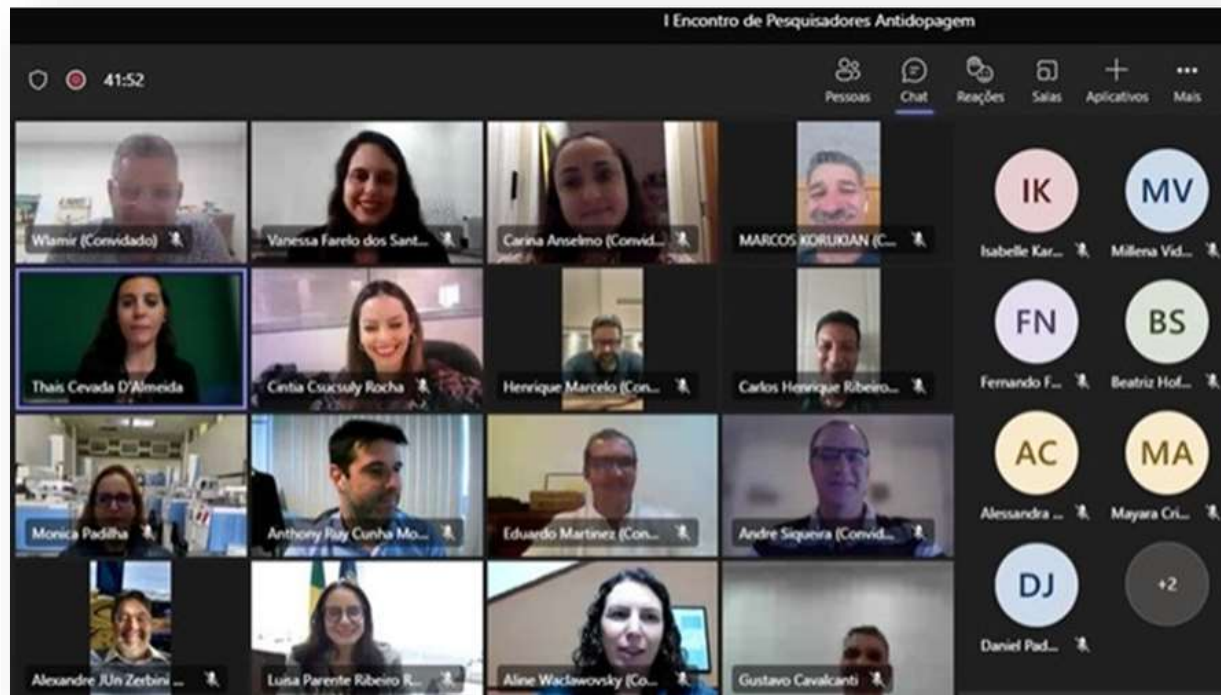 I Encontro de Pesquisadores Antidopagem
41:52
Pessoas Chat Reações Salas Aplicativos Mais
Wlamir (Convidado)
Vanessa Farelo dos Sant...
Carina Anselmo (Convid...
MARCOS KORUKIAN (C...
IK
MV
Isabelle Kar...
Millena Vid...
Thais Cevada D'Almeida
Cintia Csucsuly Rocha
Henrique Marcelo (Con...
Carlos Henrique Ribeiro...
FN
BS
Fernando F...
Beatriz Hof...
Monica Padilha
Anthony Ruy Cunha Mo...
Eduardo Martinez (Con...
Andre Siqueira (Convid...
AC
MA
Alessandra ...
Mayara Cri...
Alexandre JUn Zerbini ...
Luisa Parente Ribeiro R...
Aline Waclawovsky (Co...
Gustavo Cavalcanti
DJ
+2
Daniel Pad...